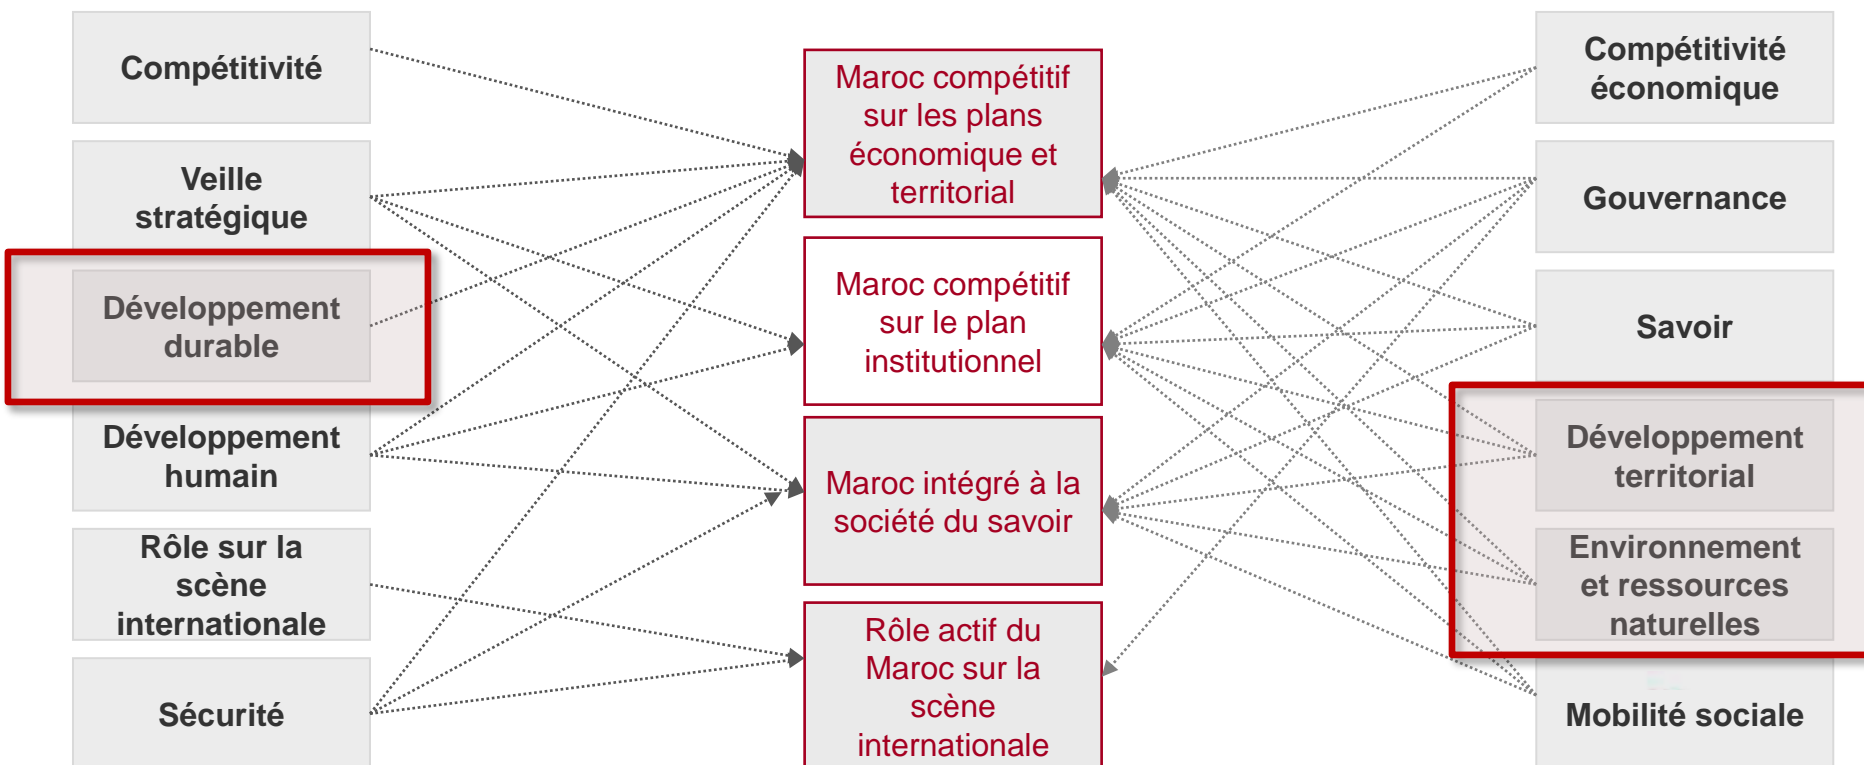 Compétitivité
Veille
stratégique
Développement
durable
Développement
humain
Rôle sur la
scène
internationale
Sécurité
Maroc compétitif
sur les plans
économique et
territorial
Maroc compétitif
sur le plan
institutionnel
Maroc intégré à la
société du savoir
Rôle actif du
Maroc sur la
scène
internationale
Compétitivité
économique
Gouvernance
Savoir
Développement
territorial
Environnement
et ressources
naturelles
Mobilité sociale